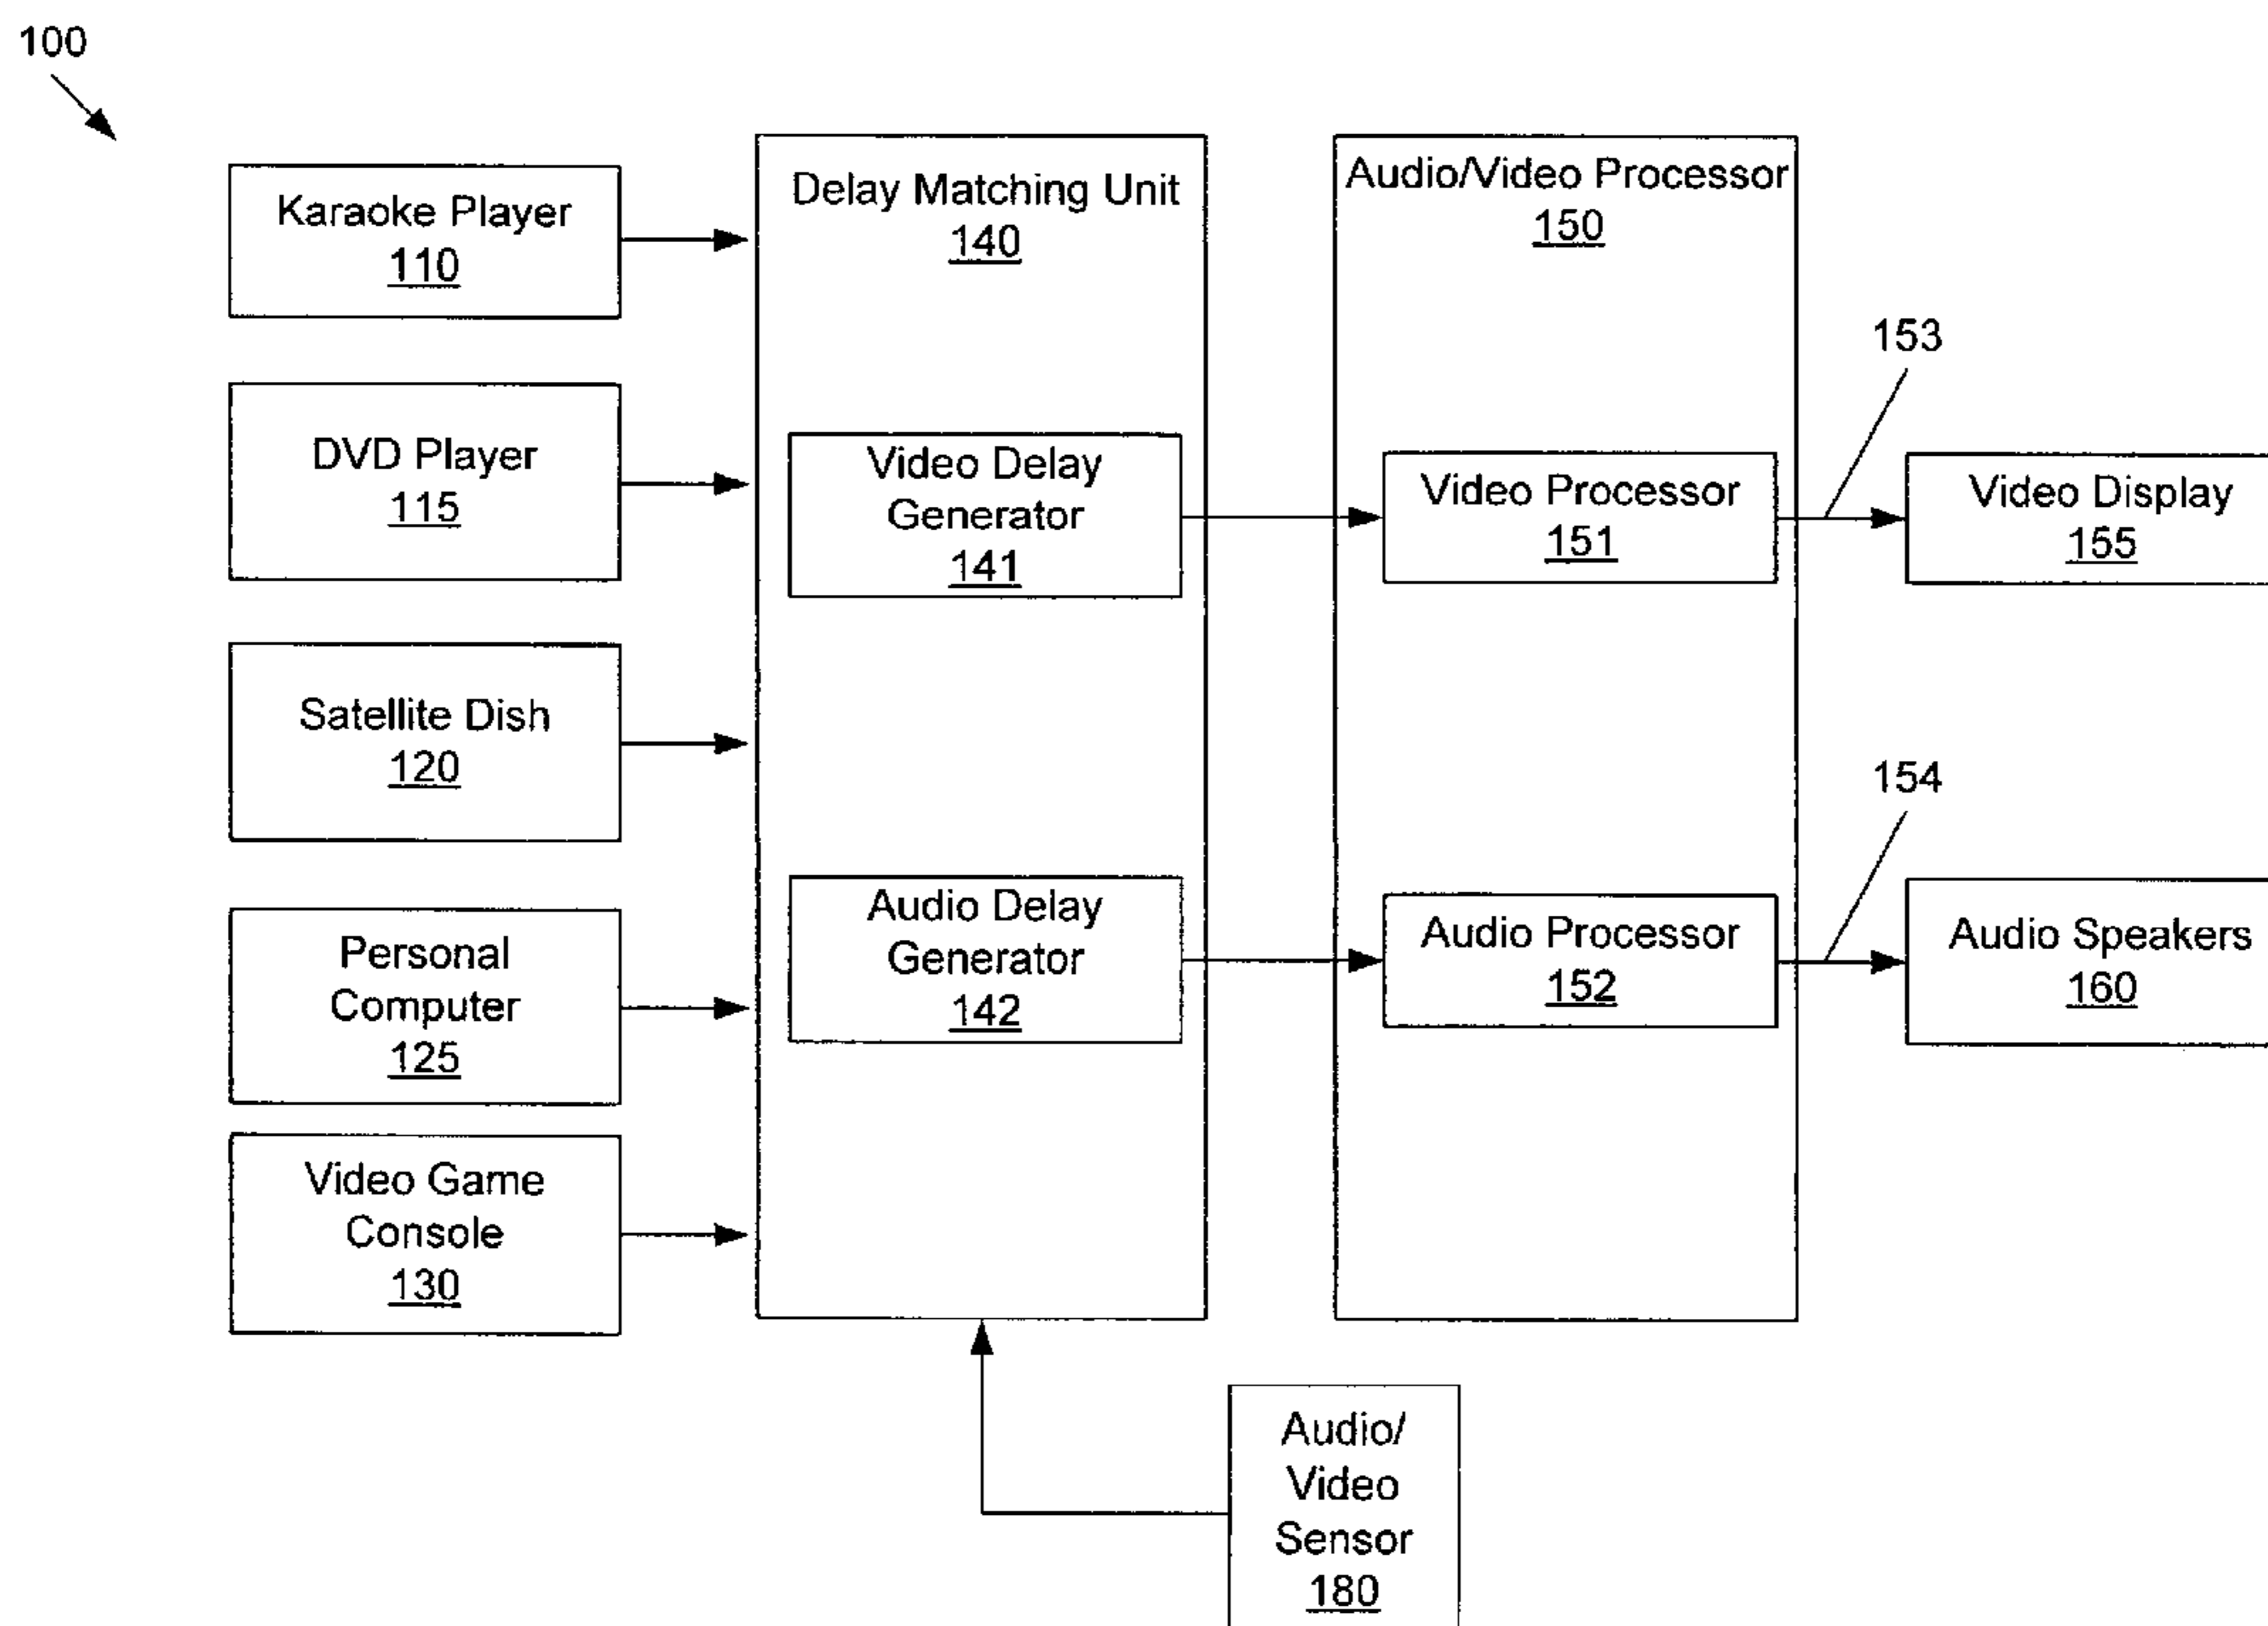 100
Karaoke Player
110
DVD Player
115
Satellite Dish
120
Personal
Computer
125
Video Game
Console
130
Delay Matching Unit
140
Video Delay
Generator
141
Audio Delay
Generator
142
Audio/Video Processor
150
Video Processor
151
Audio Processor
152
153
Video Display
155
154
Audio Speakers
160
Audio/
Video
Sensor
180